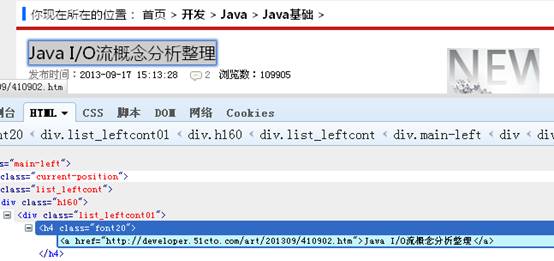 你现在所在的位置： 首页 > 开发 > Java > Java基础 >
Java I/O流概念分析整理
发布时间：2013-09-17 15:13:28 2 浏览数：109905
NEW
/410902.htm
制台 HTML CSS 脚本 DOM 网络 Cookies
nt20 < div.list_leftcont01 < div.h160 < div.list_leftcont < div.main-left < div < div
s="main-left">
class="current-position">
class="list_leftcont">
v class="h160">
<div class="list_leftcont01">
<h4 class="font20">
<a href="http://developer.51cto.com/art/201309/410902.htm">Java I/O流概念分析整理</a>
</h4>